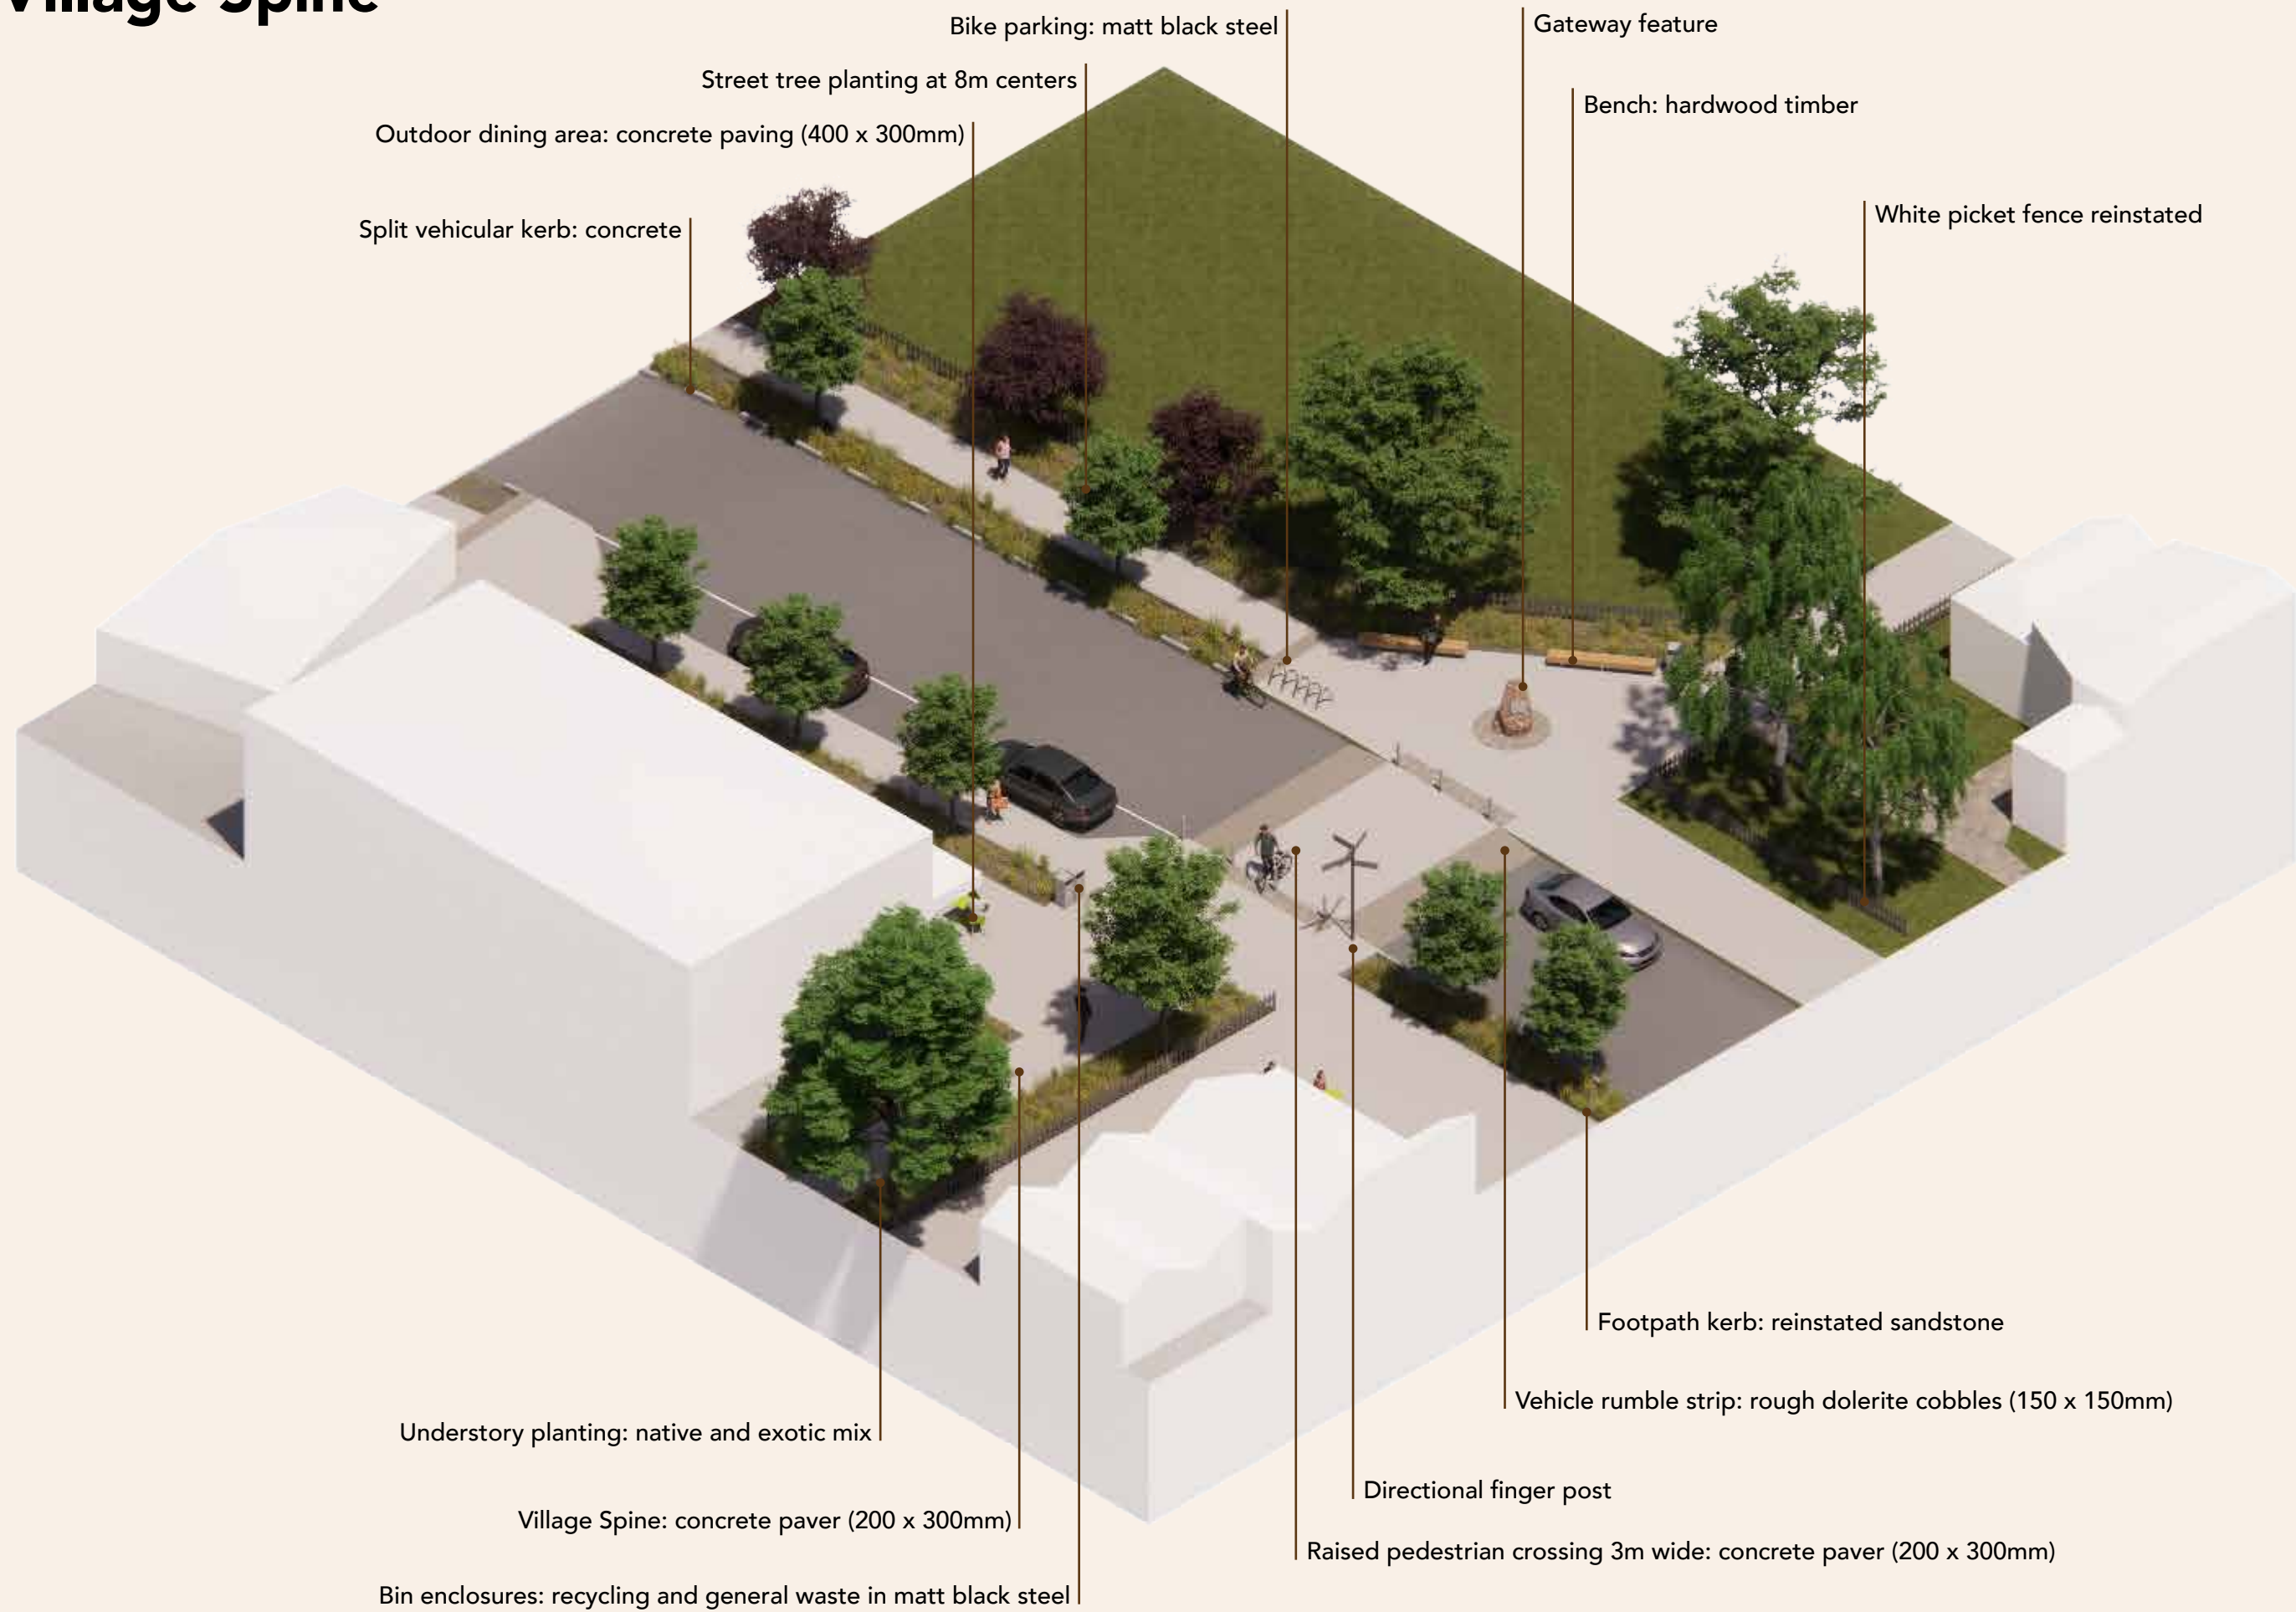 Village Spine
Bike parking: matt black steel
Gateway feature
Street tree planting at 8m centers
Bench: hardwood timber
Outdoor dining area: concrete paving (400 x 300mm)
White picket fence reinstated
Split vehicular kerb: concrete
Footpath kerb: reinstated sandstone
Vehicle rumble strip: rough dolerite cobbles (150 x 150mm)
Understory planting: native and exotic mix
Directional finger post
Village Spine: concrete paver (200 x 300mm)
Raised pedestrian crossing 3m wide: concrete paver (200 x 300mm)
Bin enclosures: recycling and general waste in matt black steel